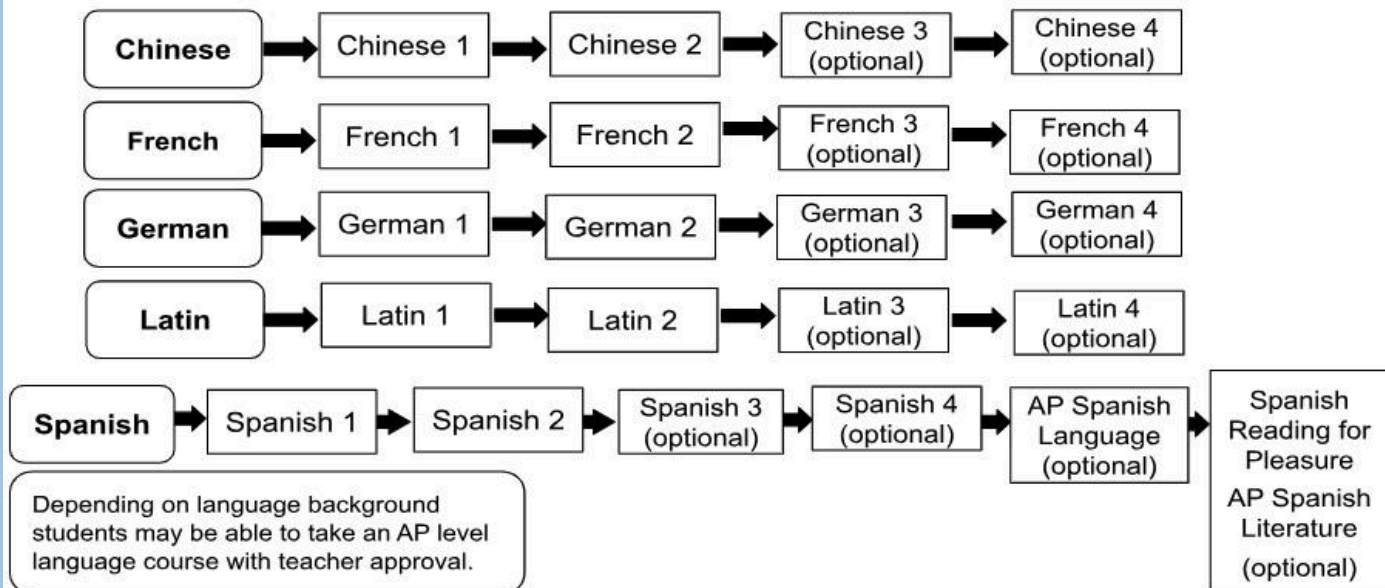 Chinese
Chinese 1
Chinese 2
Chinese 3
(optional)
Chinese 4
(optional)
French
French 1
French 2
French 3
(optional)
French 4
(optional)
German
German 1
German 2
German 3
(optional)
German 4
(optional)
Latin
Latin 1
Latin 2
Latin 3
(optional)
Latin 4
(optional)
Spanish
Spanish 1
Spanish 2
Spanish 3
(optional)
Spanish 4
(optional)
AP Spanish
Language
(optional)
Spanish
Reading for
Pleasure
AP Spanish
Literature
(optional)
Depending on language background
students may be able to take an AP level
language course with teacher approval.